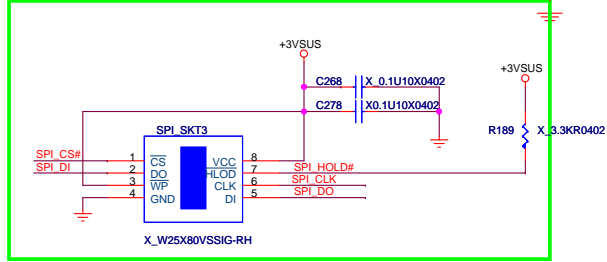 +3VSUS
+3VSUS
C268 X_0.1U10X0402
C278 X0.1U10X0402
R189 X_3.3KR0402
SPI_SKT3
SPI_CS# 1 CS VCC 8
SPI_DI 2 DO HLOD 7 SPI_HOLD#
3 WP CLK 6 SPI_CLK
4 GND DI 5 SPI_DO
X_W25X80VSSIG-RH